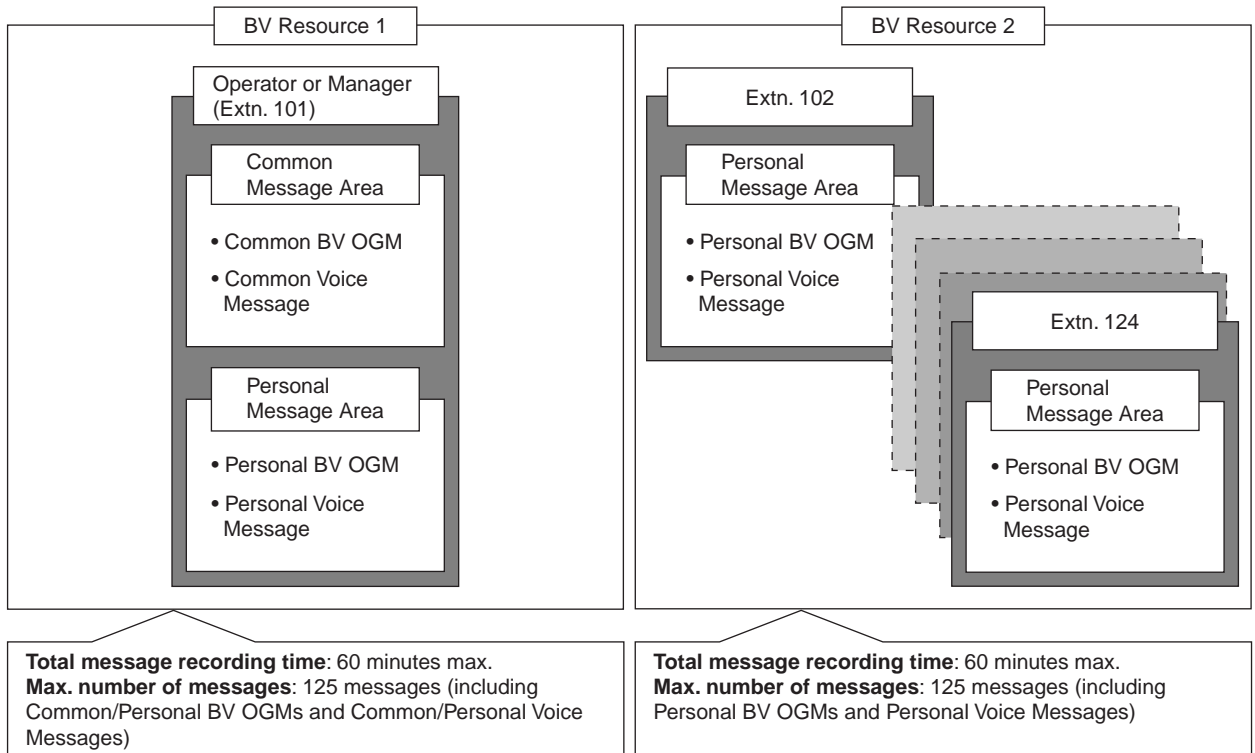 BV Resource 1
Operator or Manager
(Extn. 101)
Common
Message Area
• Common BV OGM
• Common Voice
Message
Personal
Message Area
• Personal BV OGM
• Personal Voice
Message
Total message recording time: 60 minutes max.
Max. number of messages: 125 messages (including
Common/Personal BV OGMs and Common/Personal Voice
Messages)
BV Resource 2
Extn. 102
Personal
Message Area
• Personal BV OGM
• Personal Voice
Message
Extn. 124
Personal
Message Area
• Personal BV OGM
• Personal Voice
Message
Total message recording time: 60 minutes max.
Max. number of messages: 125 messages (including
Personal BV OGMs and Personal Voice Messages)